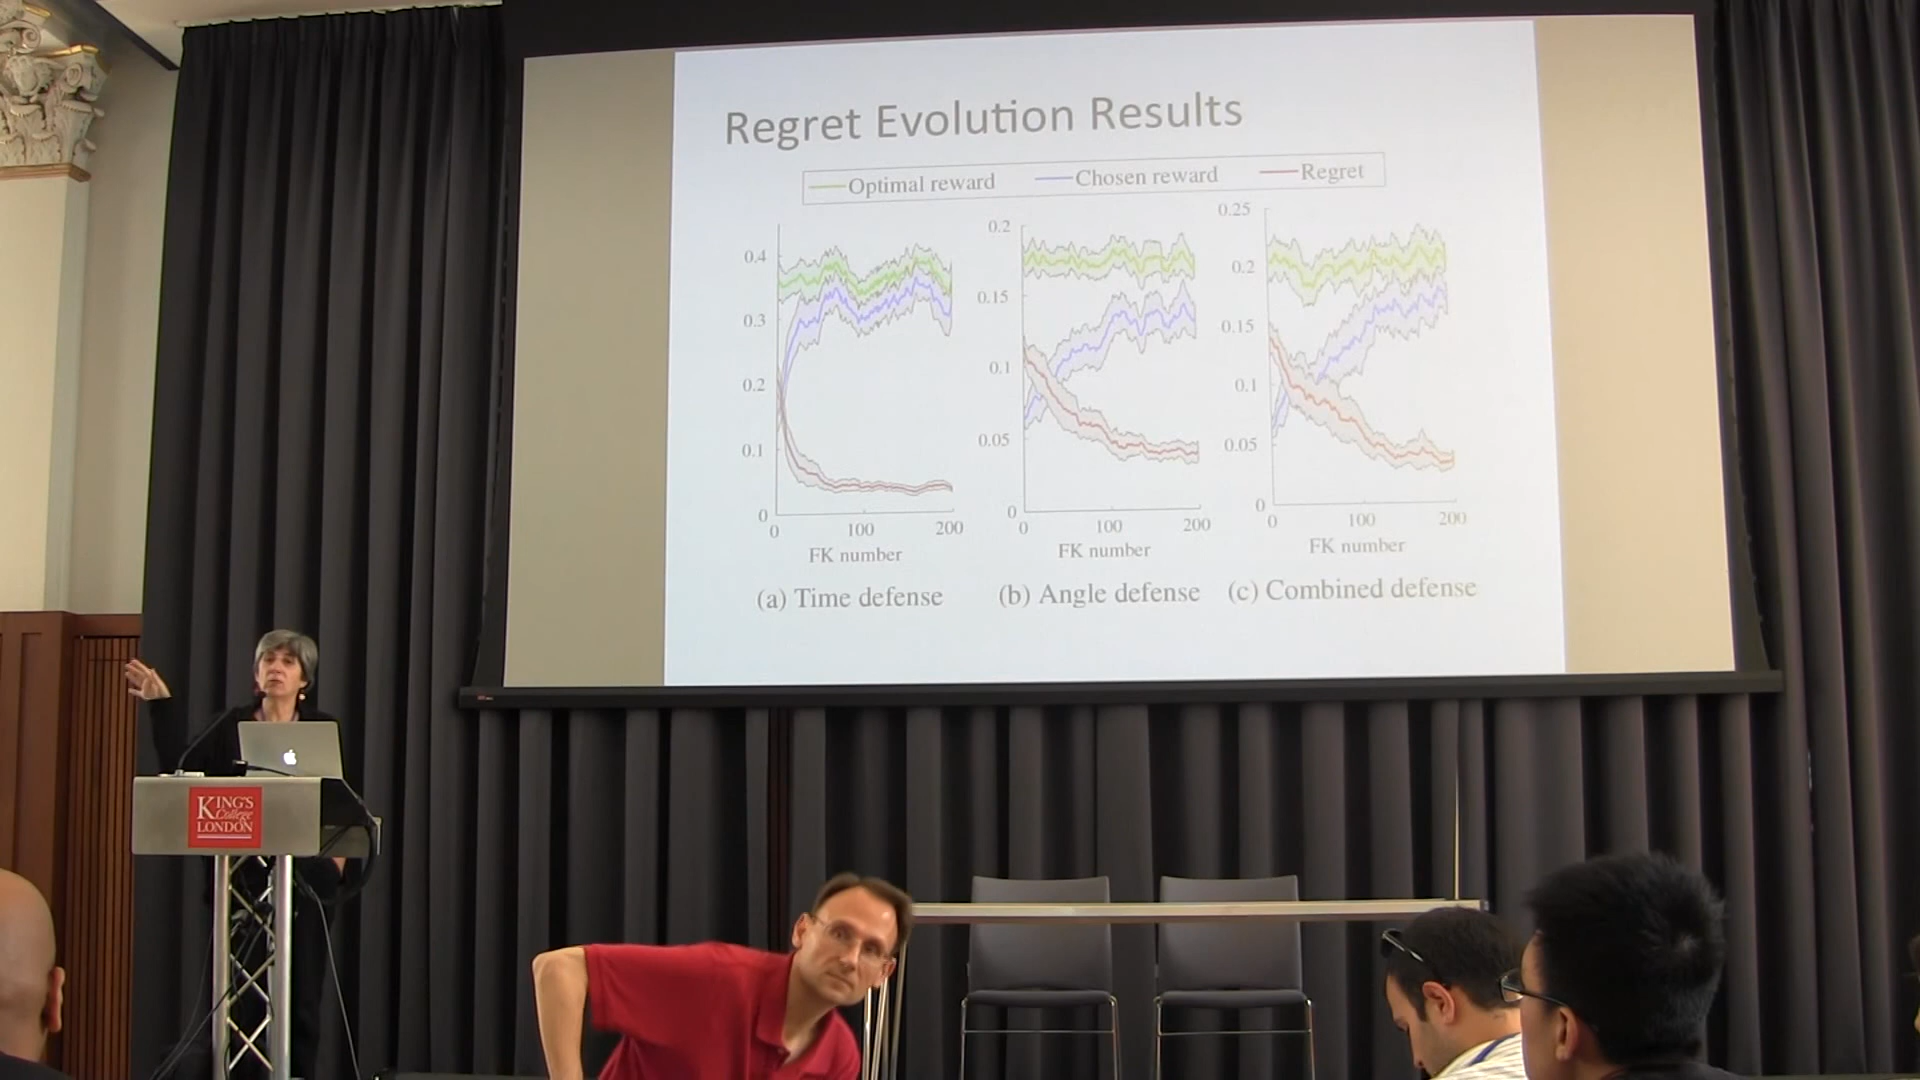 Regret Evolution Results
Optimal reward Chosen reward Regret
0.4
0.3
0.2
0.1
0
0 100 200
FK number
(a) Time defense
0.2
0.15
0.1
0.05
0
0 100 200
FK number
(b) Angle defense
0.25
0.2
0.15
0.1
0.05
0
0 100 200
FK number
(c) Combined defense
KING'S
College
LONDON